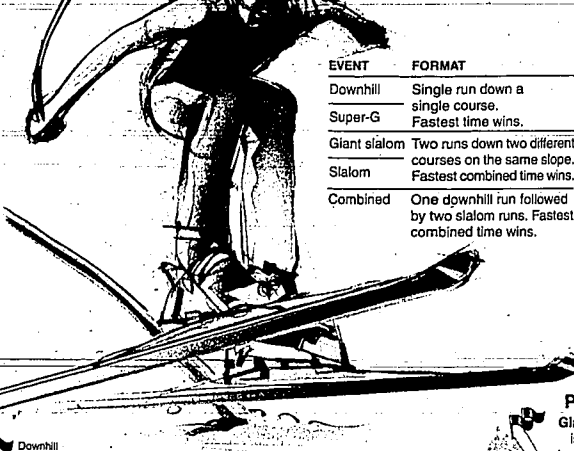 EVENT FORMAT
Downhill Single run down a
single course.
Super-G Fastest time wins.
Giant slalom Two runs down two different
courses on the same slope.
Slalom Fastest combined time wins.
Combined One downhill run followed
by two slalom runs. Fastest
combined time wins.
Downhill